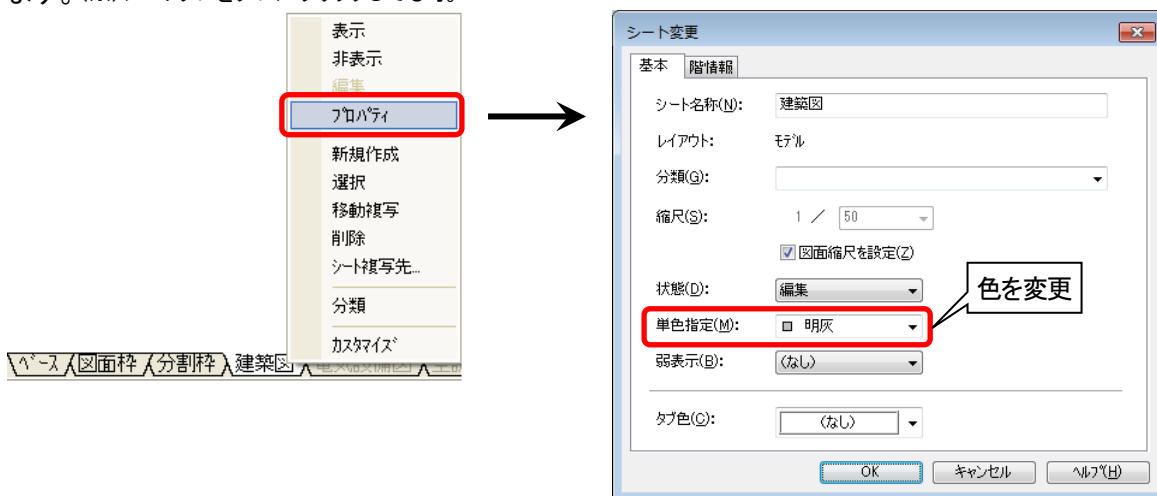 表示
非表示
編集
プロパティ
新規作成
選択
移動複写
削除
シート複写先...
分類
カスタマイズ
ベース 図面枠 分割枠 建築図
シート変更
基本 階情報
シート名称(N): 建築図
レイアウト: モデル
分類(G):
縮尺(S): 1 / 50
図面縮尺を設定(Z)
状態(D): 編集
色を変更
単色指定(M): 明灰
弱表示(B): (なし)
タブ色(C): (なし)
OK キャンセル ヘルプ(H)